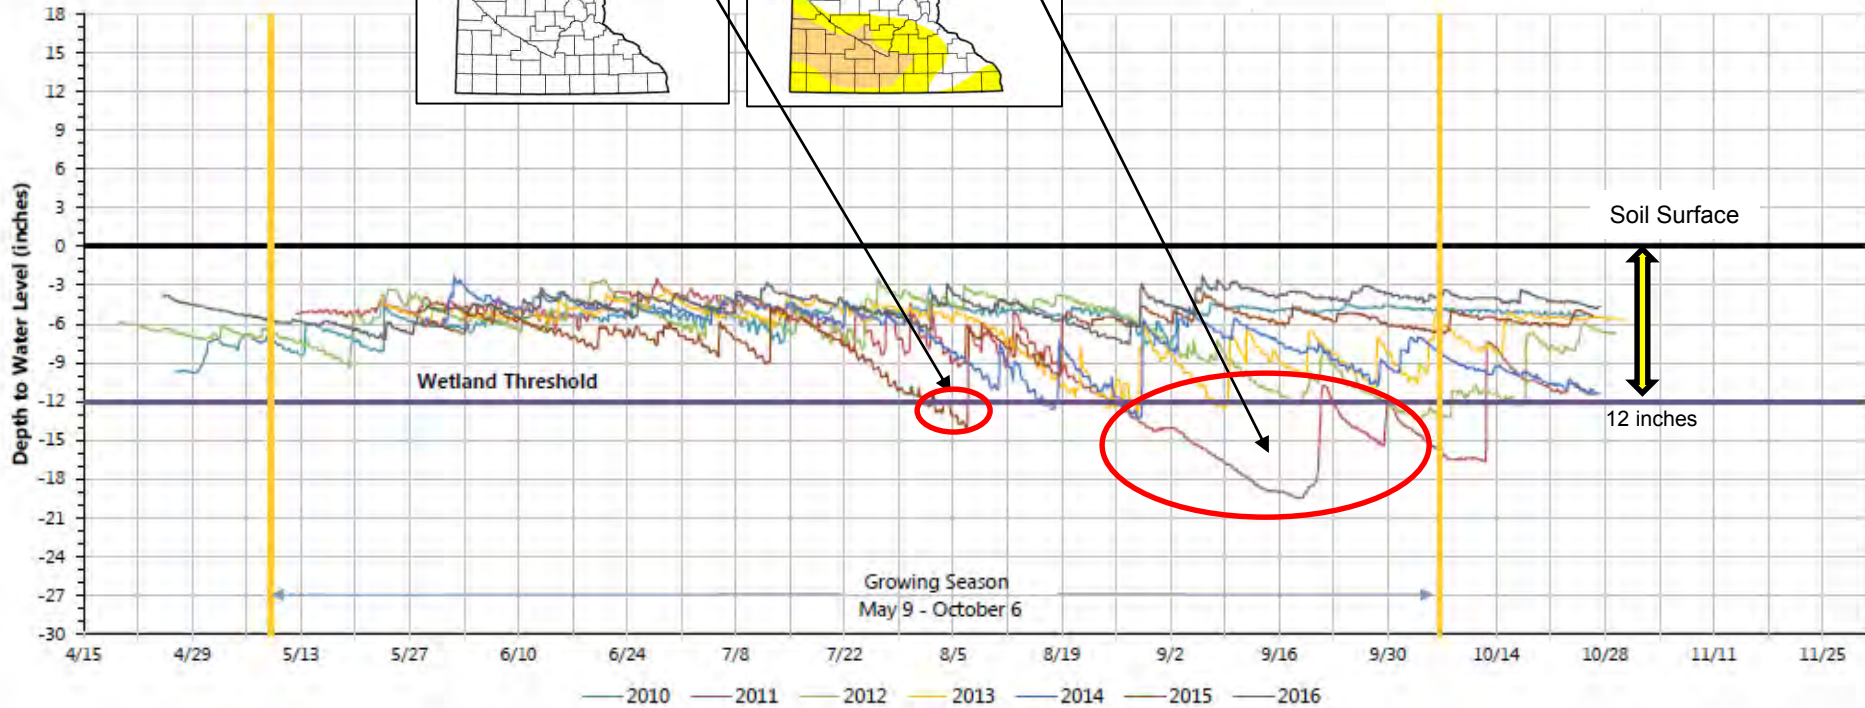 18
15
12
9
6
3
0
-3
-6
-9
-12
-15
-18
-21
-24
-27
-30
Depth to Water Level (inches)
Soil Surface
Wetland Threshold
12 inches
Growing Season
May 9 - October 6
4/15 4/29 5/13 5/27 6/10 6/24 7/8 7/22 8/5 8/19 9/2 9/16 9/30 10/14 10/28 11/11 11/25
2010 2011 2012 2013 2014 2015 2016